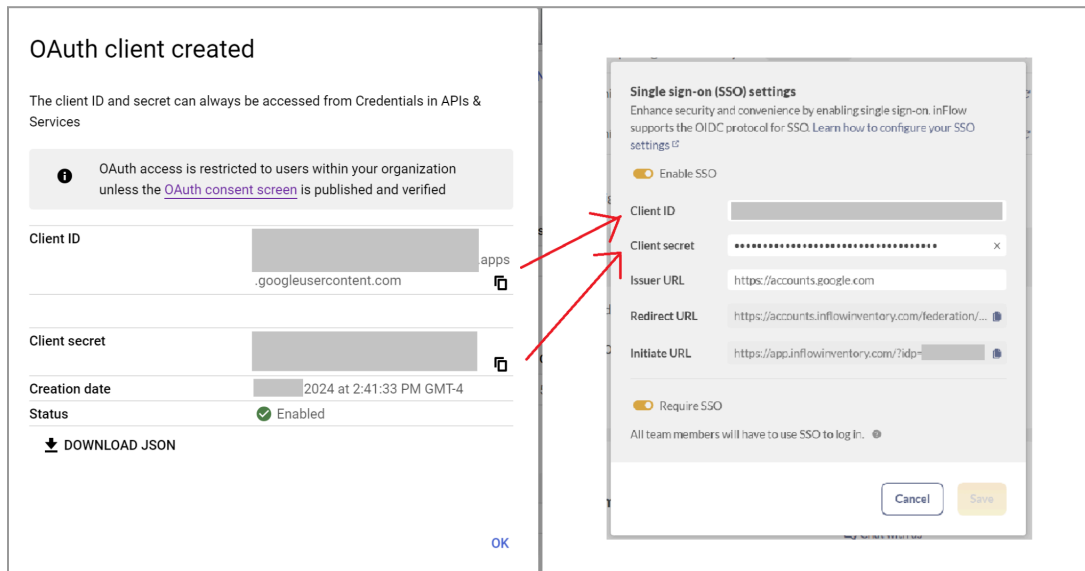 OAuth client created
The client ID and secret can always be accessed from Credentials in APIs &
Services
OAuth access is restricted to users within your organization
unless the OAuth consent screen is published and verified
Client ID
.apps
.googleusercontent.com
Client secret
Creation date
2024 at 2:41:33 PM GMT-4
Status
Enabled
DOWNLOAD JSON
OK
Single sign-on (SSO) settings
Enhance security and convenience by enabling single sign-on. inFlow
supports the OIDC protocol for SSO. Learn how to configure your SSO
settings
Enable SSO
Client ID
Client secret
••••••••••••••••••••••••••••••••••• ×
Issuer URL
https://accounts.google.com
Redirect URL
https://accounts.inflowinventory.com/federation/...
Initiate URL
https://app.inflowinventory.com/?idp=
Require SSO
All team members will have to use SSO to log in.
Cancel
Save